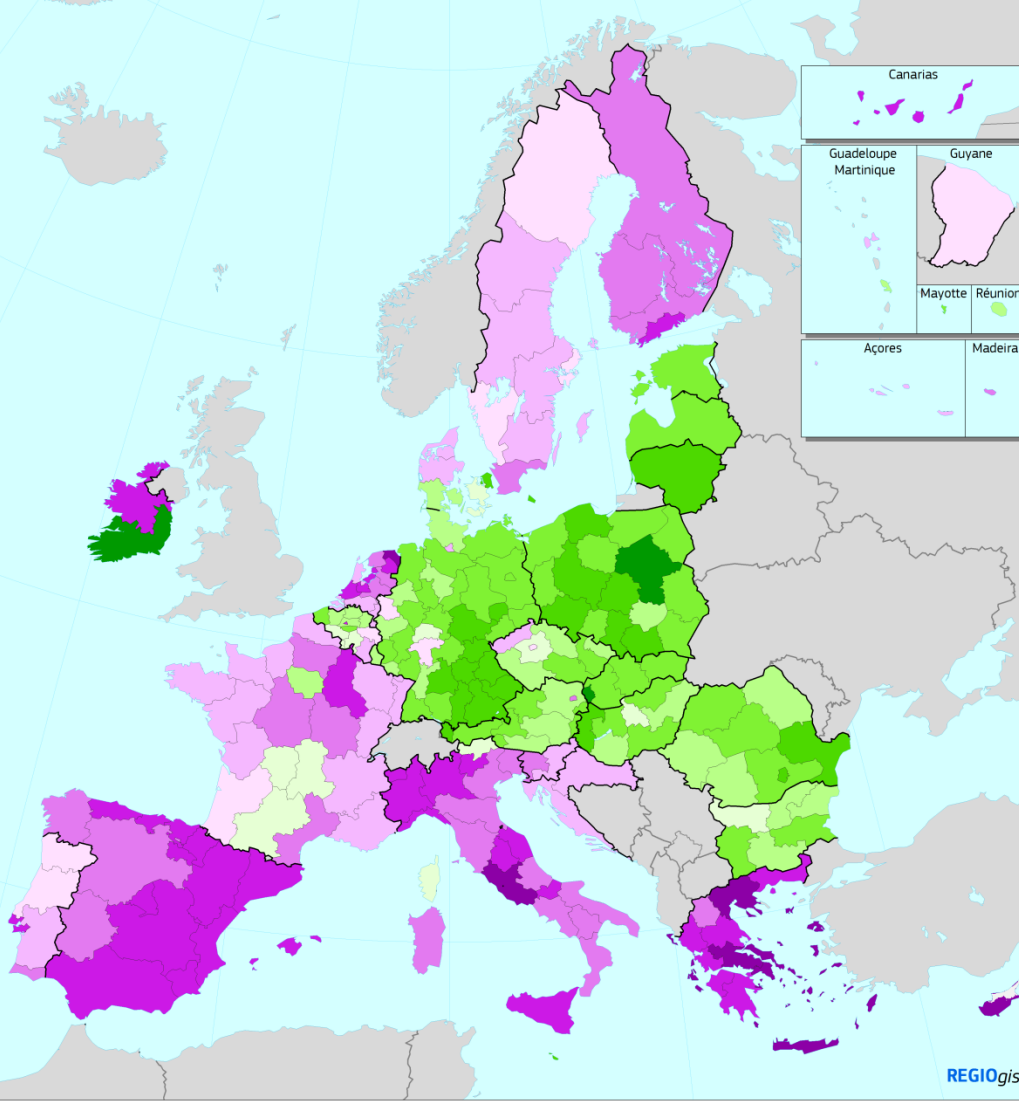 Canarias
Guadeloupe
Martinique
Guyane
Mayotte
Réunion
Açores
Madeira
REGIOgis